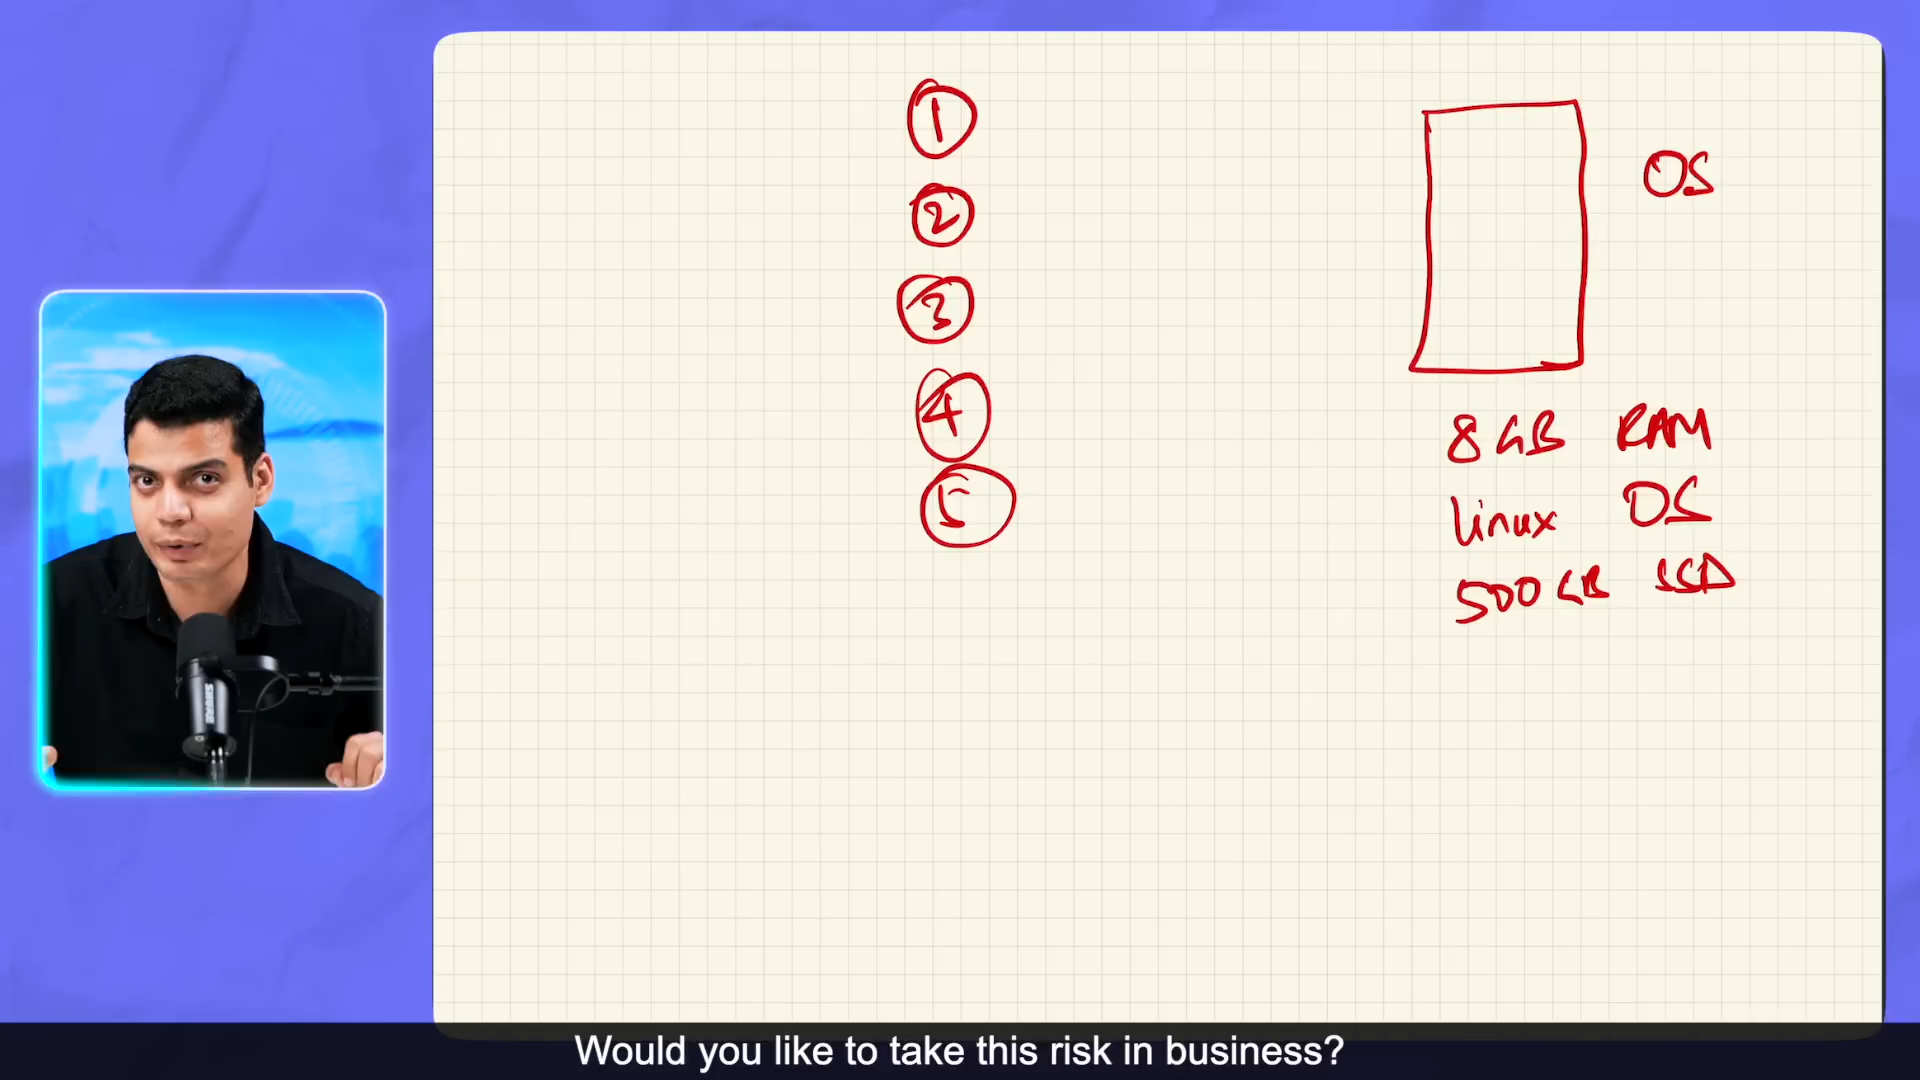 1
2
3
4
5
OS
8 GB RAM
Linux OS
500 GB SSD
SHURE
Would you like to take this risk in business?